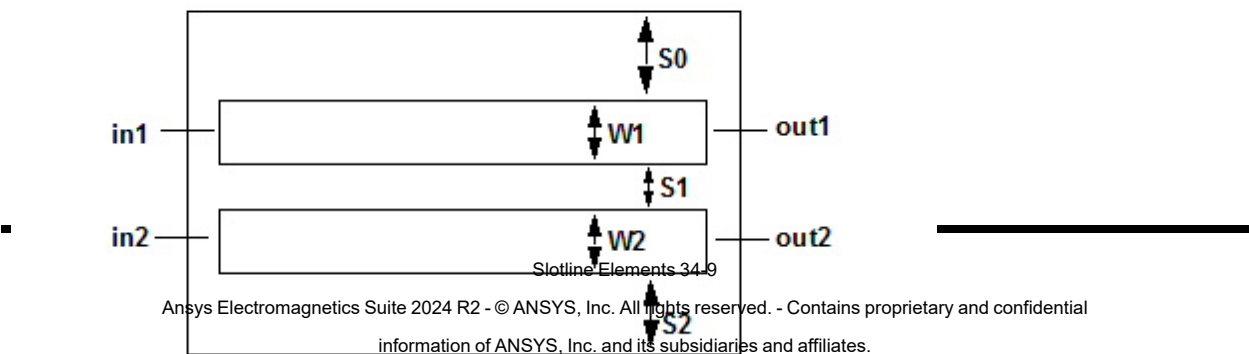 S0
in1 W1 out1
S1
in2 W2 out2
Slotline Elements 34-9
Ansys Electromagnetics Suite 2024 R2 - © ANSYS, Inc. All rights reserved. - Contains proprietary and confidential
S2
information of ANSYS, Inc. and its subsidiaries and affiliates.